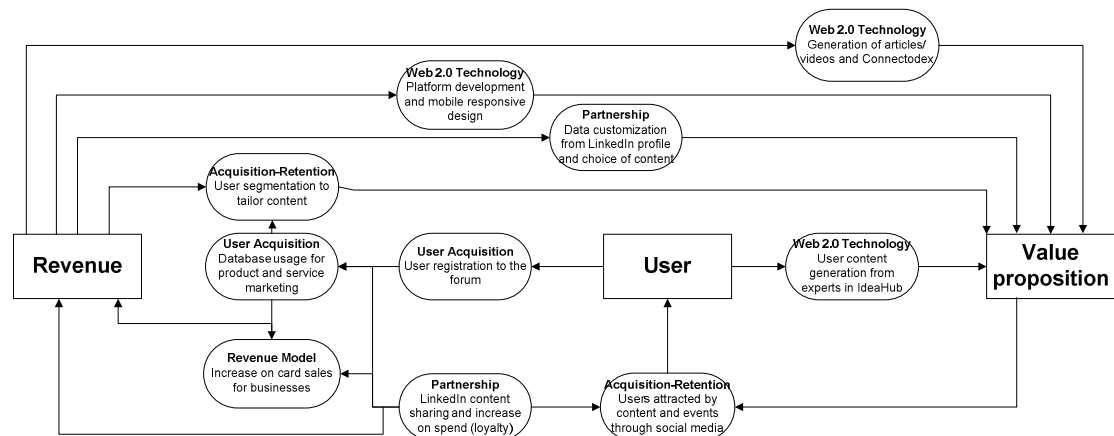 Web 2.0 Technology
Generation of articles/
videos and Connectodex
Web 2.0 Technology
Platform development
and mobile responsive
design
Partnership
Data customization
from LinkedIn profile
and choice of content
Acquisition-Retention
User segmentation to
tailor content
Revenue
User Acquisition
Database usage for
product and service
marketing
User Acquisition
User registration to the
forum
User
Web 2.0 Technology
User content
generation from
experts in IdeaHub
Value
proposition
Revenue Model
Increase on card sales
for businesses
Partnership
LinkedIn content
sharing and increase
on spend (loyalty)
Acquisition-Retention
Users attracted by
content and events
through social media